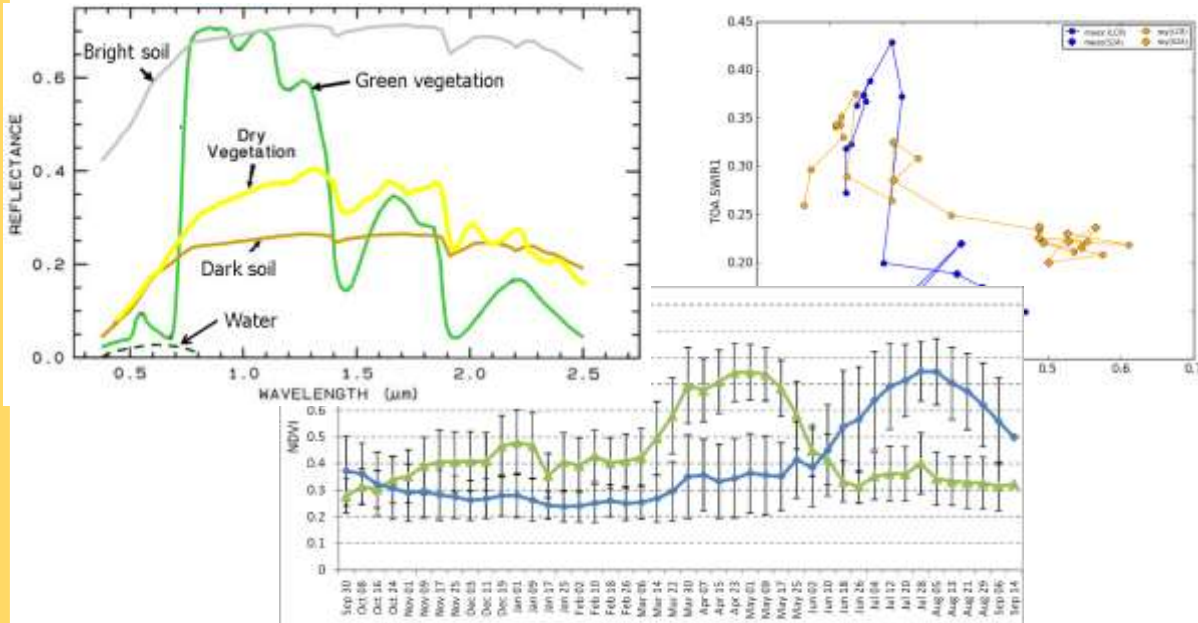 Bright soil
Green vegetation
Dry
Vegetation
Dark soil
Water
REFLECTANCE
0.6
0.4
0.2
0.0
0.5
1.0
1.5
2.0
2.5
WAVELENGTH (µm)
0.45
0.40
0.35
0.30
0.25
0.20
TOA SWIR1
0.5
0.6
NDVI
0.6
0.5
0.4
0.3
0.2
0.1
0
Sep 30
Oct 08
Oct 16
Oct 24
Nov 01
Nov 09
Nov 17
Nov 25
Dec 03
Dec 11
Dec 19
Jan 01
Jan 09
Jan 17
Jan 25
Feb 02
Feb 10
Feb 18
Feb 26
Mar 06
Mar 14
Mar 22
Mar 30
Apr 07
Apr 15
Apr 23
May 01
May 09
May 17
May 25
Jun 02
Jun 10
Jun 18
Jun 26
Jul 04
Jul 12
Jul 20
Jul 28
Aug 05
Aug 13
Aug 21
Aug 29
Sep 06
Sep 14